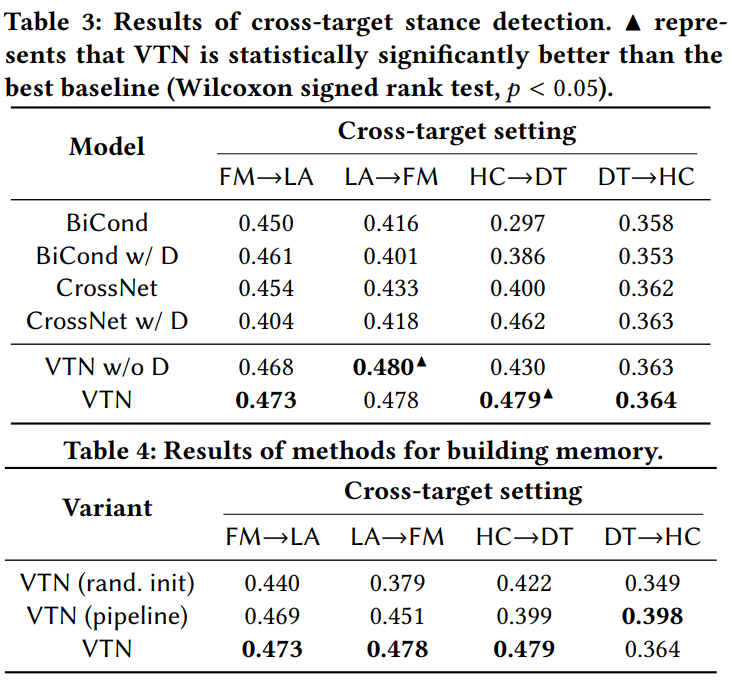 Table 3: Results of cross-target stance detection. ▲ repre-
sents that VTN is statistically significantly better than the
best baseline (Wilcoxon signed rank test, p < 0.05).
Model Cross-target setting
FM→LA LA→FM HC→DT DT→HC
BiCond 0.450 0.416 0.297 0.358
BiCond w/ D 0.461 0.401 0.386 0.353
CrossNet 0.454 0.433 0.400 0.362
CrossNet w/ D 0.404 0.418 0.462 0.363
VTN w/o D 0.468 0.480▲ 0.430 0.363
VTN 0.473 0.478 0.479▲ 0.364
Table 4: Results of methods for building memory.
Variant Cross-target setting
FM→LA LA→FM HC→DT DT→HC
VTN (rand. init) 0.440 0.379 0.422 0.349
VTN (pipeline) 0.469 0.451 0.399 0.398
VTN 0.473 0.478 0.479 0.364